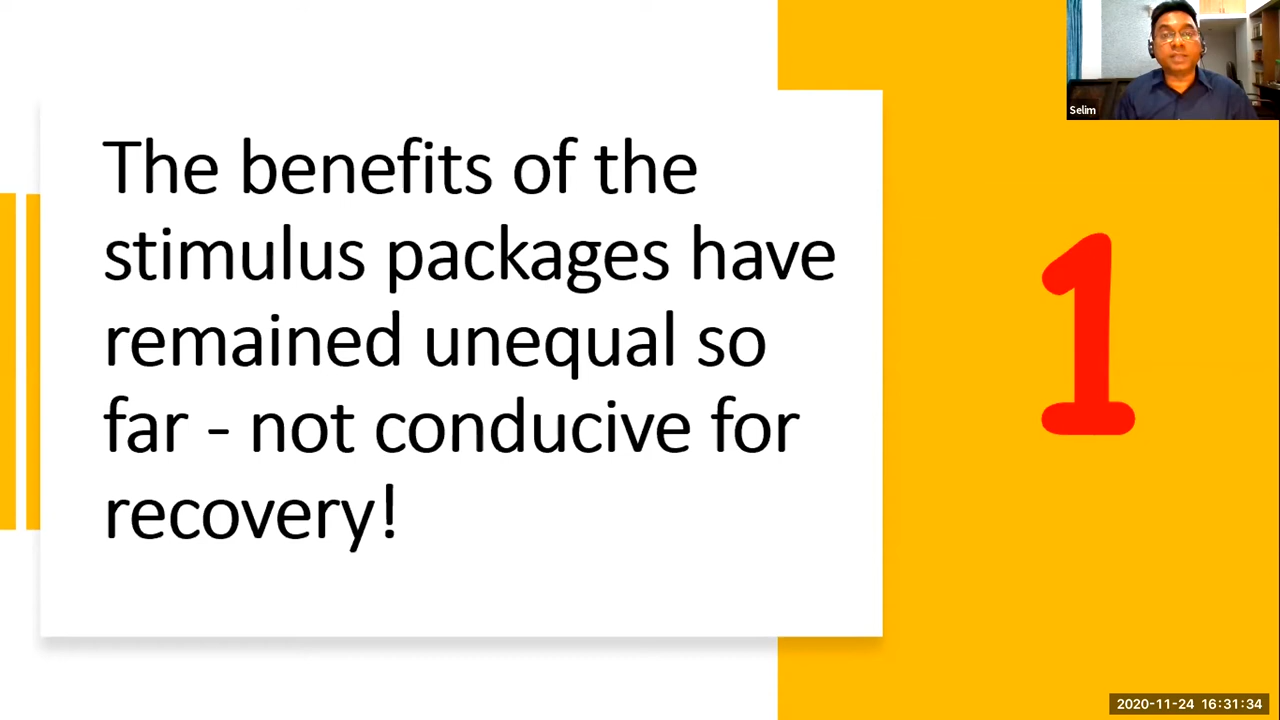 Selim
The benefits of the
stimulus packages have
remained unequal so
far - not conducive for
recovery!
1
2020-11-24 16:31:34